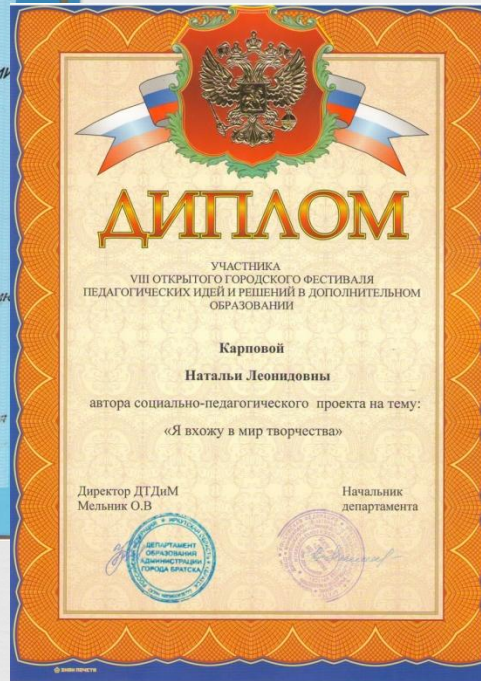 ДИПЛОМ
УЧАСТНИКА
VIII ОТКРЫТОГО ГОРОДСКОГО ФЕСТИВАЛЯ
ПЕДАГОГИЧЕСКИХ ИДЕЙ И РЕШЕНИЙ В ДОПОЛНИТЕЛЬНОМ
ОБРАЗОВАНИИ
Карповой
Натальи Леонидовны
автора социально-педагогического проекта на тему:
«Я вхожу в мир творчества»
Директор ДТДиМ
Мельник О.В
Начальник
департамента
ДЕПАРТАМЕНТ
ОБРАЗОВАНИЯ
АДМИНИСТРАЦИИ
ГОРОДА БРАТСКА